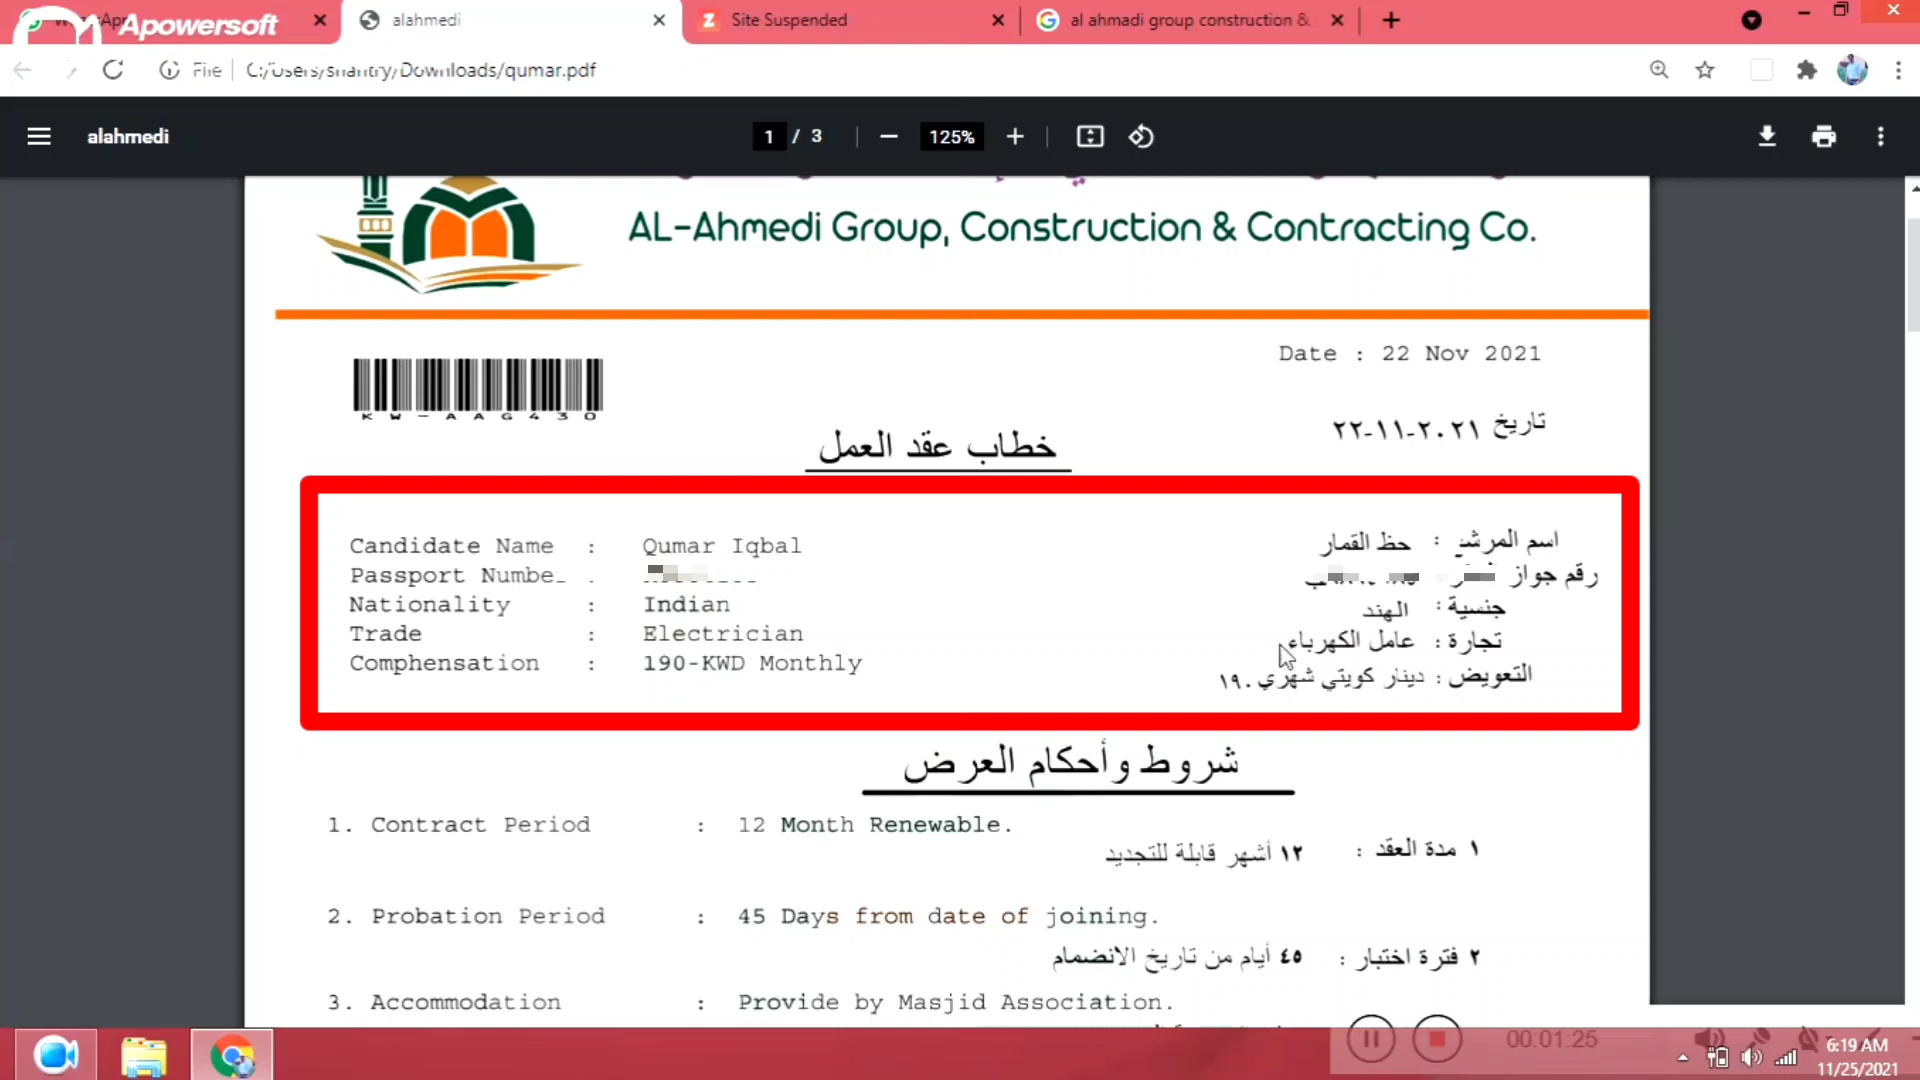 Apowersoft
alahmedi
Site Suspended
al ahmadi group construction &
File
C:/Users/shantry/Downloads/qumar.pdf
alahmedi
1 / 3
125%
AL-Ahmedi Group, Construction & Contracting Co.
Date : 22 Nov 2021
KW-AAG430
تاريخ ٢٠٢١-١١-٢٢
خطاب عقد العمل
Candidate Name : Qumar Iqbal
اسم المرشح : حظ القمار
Passport Number :
رقم جواز
Nationality : Indian
جنسية : الهند
Trade : Electrician
تجارة : عامل الكهرباء
Comphensation : 190-KWD Monthly
التعويض : دينار كويتي شهري ١٩٠
شروط وأحكام العرض
1. Contract Period : 12 Month Renewable.
١ مدة العقد : ١٢ أشهر قابلة للتجديد
2. Probation Period : 45 Days from date of joining.
٢ فترة اختبار : ٤٥ أيام من تاريخ الانضمام
3. Accommodation : Provide by Masjid Association.
00:01:25
6:19 AM
11/25/2021